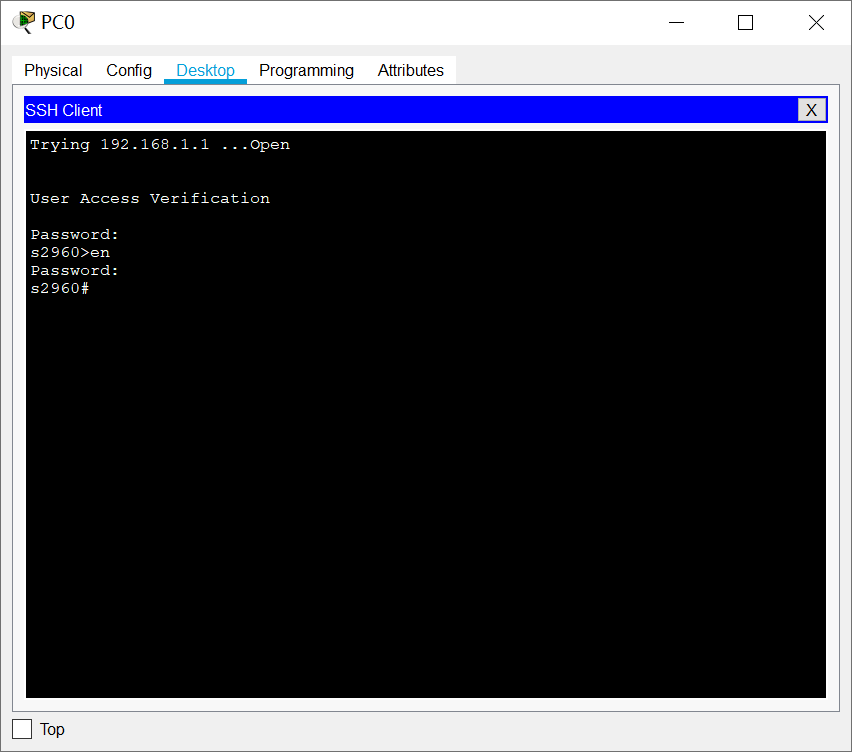 PC0
Physical Config Desktop Programming Attributes
SSH Client X
Trying 192.168.1.1 ...Open
User Access Verification
Password:
s2960>en
Password:
s2960#
Top